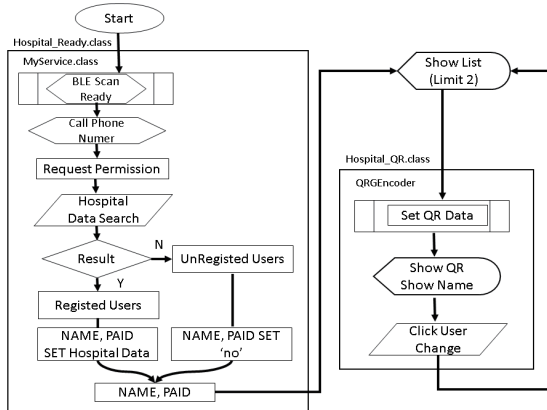 Start
Hospital_Ready.class
MyService.class
BLE Scan
Ready
Call Phone
Numer
Request Permission
Hospital
Data Search
Result
N
UnRegisted Users
Y
Registed Users
NAME, PAID
SET Hospital Data
NAME, PAID SET
‘no’
NAME, PAID
Show List
(Limit 2)
Hospital_QR.class
QRGEncoder
Set QR Data
Show QR
Show Name
Click User
Change